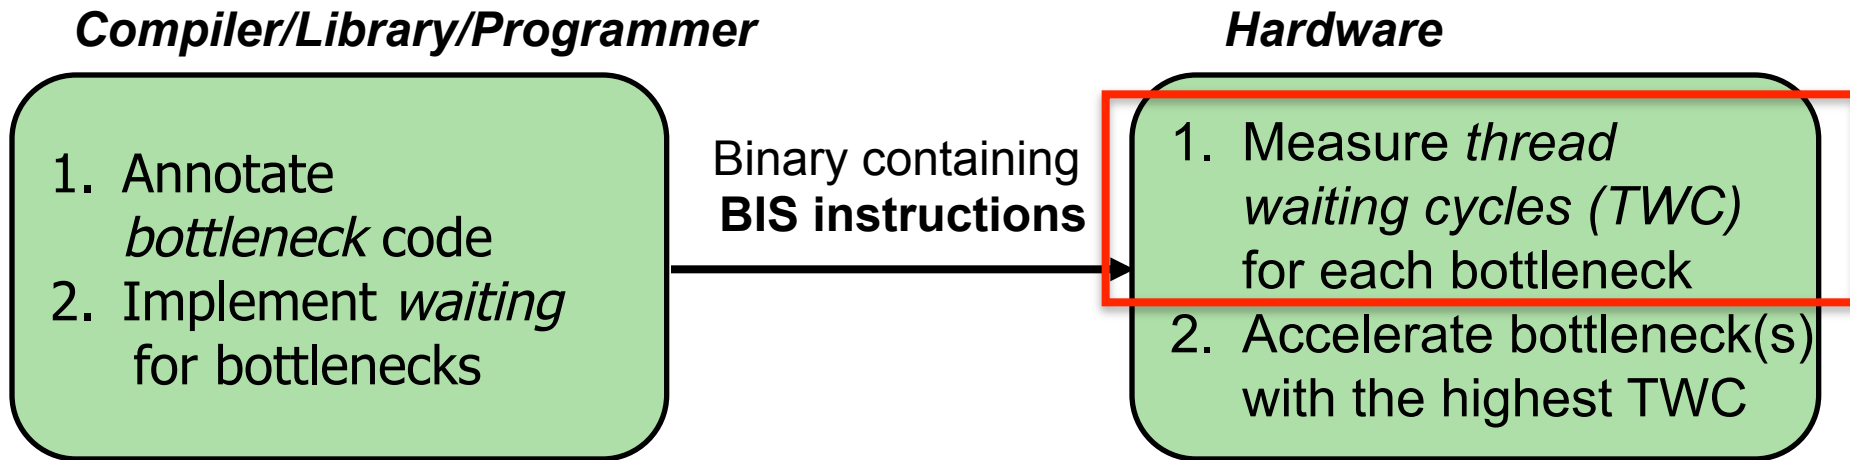 Compiler/Library/Programmer
1. Annotate
bottleneck code
2. Implement waiting
for bottlenecks
Binary containing
BIS instructions
Hardware
1. Measure thread
waiting cycles (TWC)
for each bottleneck
2. Accelerate bottleneck(s)
with the highest TWC